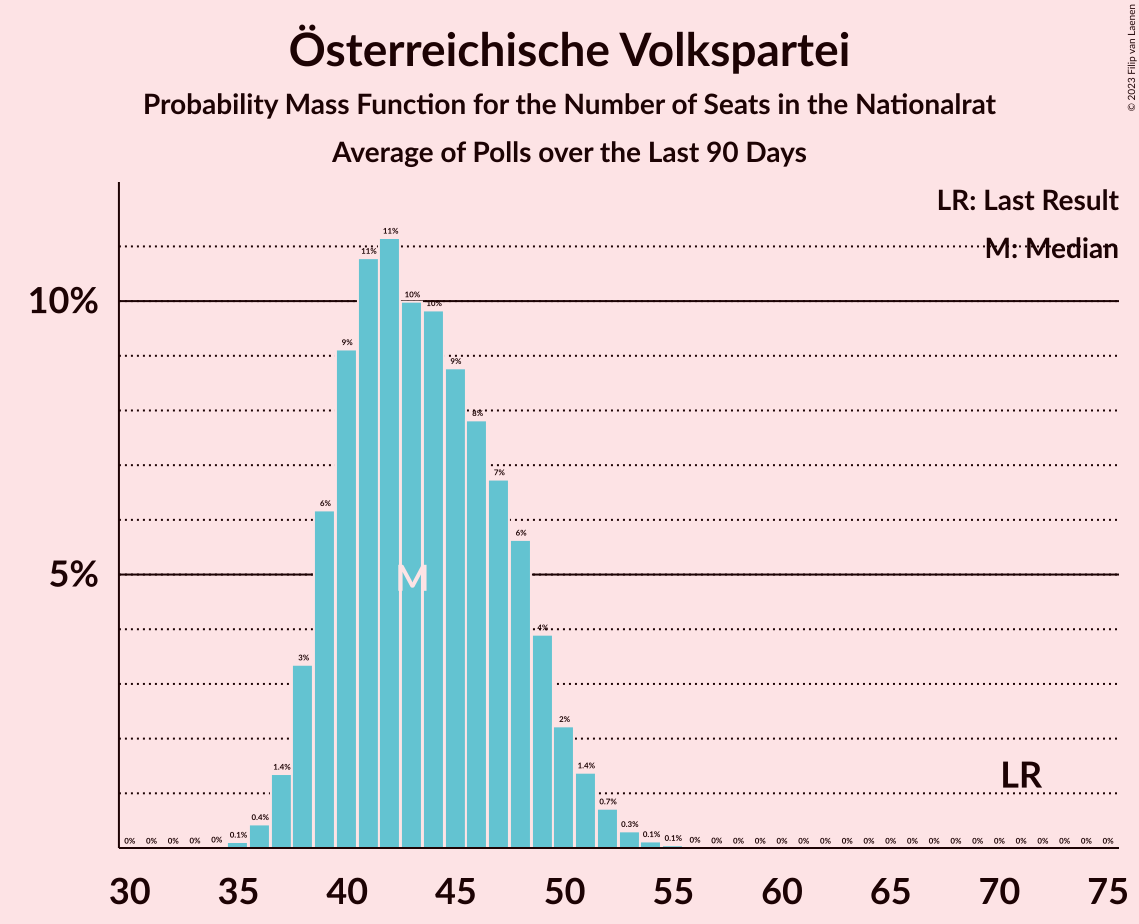 Österreichische Volkspartei
Probability Mass Function for the Number of Seats in the Nationalrat
Average of Polls over the Last 90 Days
© 2023 Filip van Laenen
LR: Last Result
M: Median
10%
5%
0% 0% 0% 0% 0% 0.1% 0.4% 1.4% 3% 6% 9% 11% 11% 10% 10% 9% 8% 7% 6% 4% 2% 1.4% 0.7% 0.3% 0.1% 0.1% 0% 0% 0% 0% 0% 0% 0% 0% 0% 0% 0% 0% 0% 0% 0% 0% 0% 0% 0% 0%
M
LR
30 35 40 45 50 55 60 65 70 75